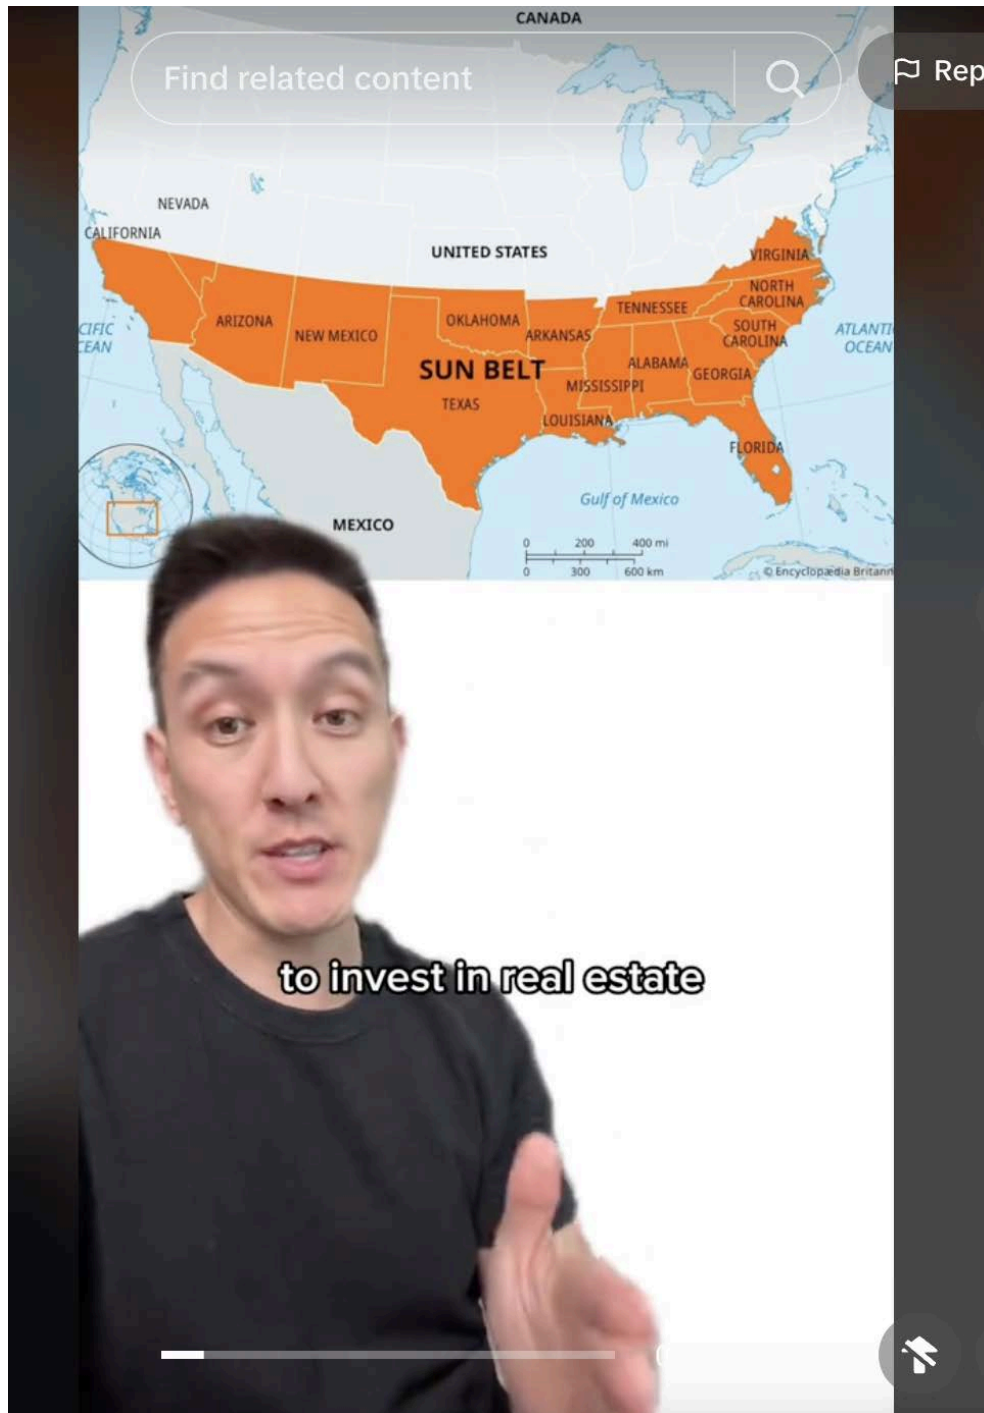 CANADA
Find related content
Rep
NEVADA
CALIFORNIA
UNITED STATES
VIRGINIA
NORTH
CAROLINA
TENNESSEE
OKLAHOMA
ARIZONA
ARKANSAS
NEW MEXICO
SOUTH
CAROLINA
CIFIC
CEAN
ATLANTI
OCEAN
SUN BELT
ALABAMA
GEORGIA
MISSISSIPPI
TEXAS
LOUISIANA
FLORIDA
Gulf of Mexico
MEXICO
0 200 400 mi
0 300 600 km
© Encyclopædia Britann
to invest in real estate